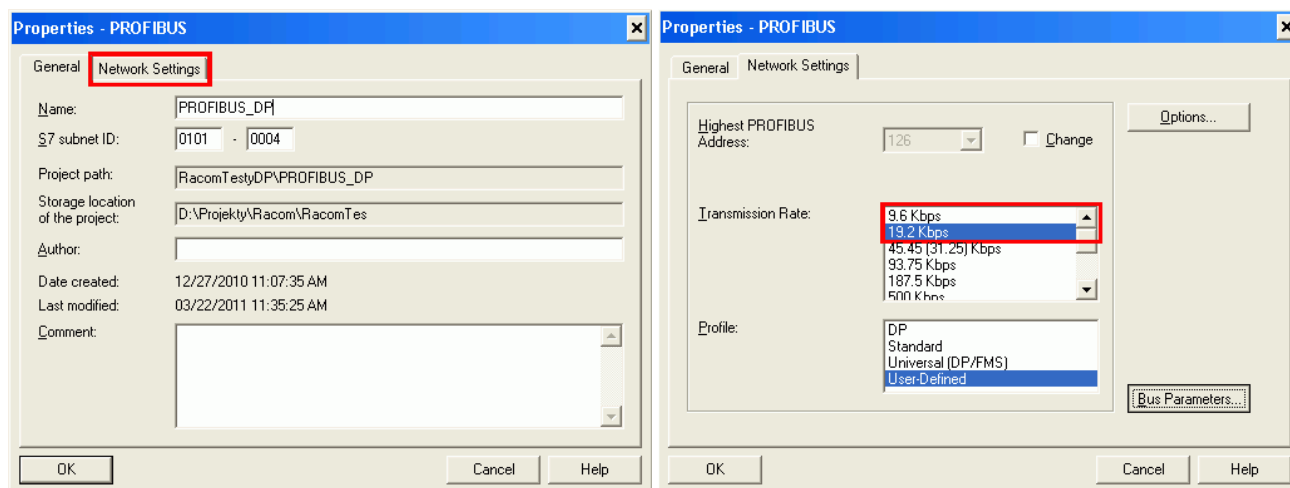 Properties - PROFIBUS
General Network Settings
Name: PROFIBUS_DP
S7 subnet ID: 0101 - 0004
Project path: RacomTestyDP\PROFIBUS_DP
Storage location
of the project: D:\Projekty\Racom\RacomTes
Author:
Date created: 12/27/2010 11:07:35 AM
Last modified: 03/22/2011 11:35:25 AM
Comment:
OK Cancel Help
Properties - PROFIBUS
General Network Settings
Highest PROFIBUS
Address: 126 Change
Options...
Transmission Rate: 9.6 Kbps
19.2 Kbps
45.45 (31.25) Kbps
93.75 Kbps
187.5 Kbps
500 Kbps
Profile: DP
Standard
Universal (DP/FMS)
User-Defined
Bus Parameters...
OK Cancel Help